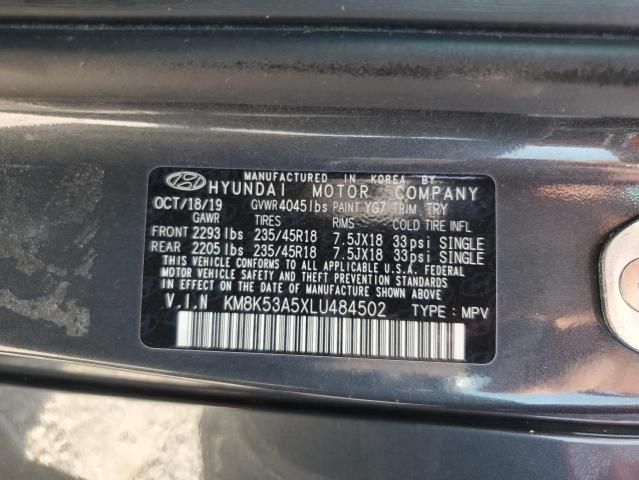 MANUFACTURED IN KOREA BY
HYUNDAI MOTOR COMPANY
OCT/18/19 GVWR 4045lbs PAINT YG7 TRIM TRY
GAWR TIRES RIMS COLD TIRE INFL
FRONT 2293 lbs 235/45R18 7.5JX18 33psi SINGLE
REAR 2205 lbs 235/45R18 7.5JX18 33psi SINGLE
THIS VEHICLE CONFORMS TO ALL APPLICABLE U.S.A. FEDERAL
MOTOR VEHICLE SAFETY, BUMPER, AND THEFT PREVENTION STANDARDS
IN EFFECT ON THE DATE OF MANUFACTURE SHOWN ABOVE.
V.I.N KM8K53A5XLU484502 TYPE : MPV